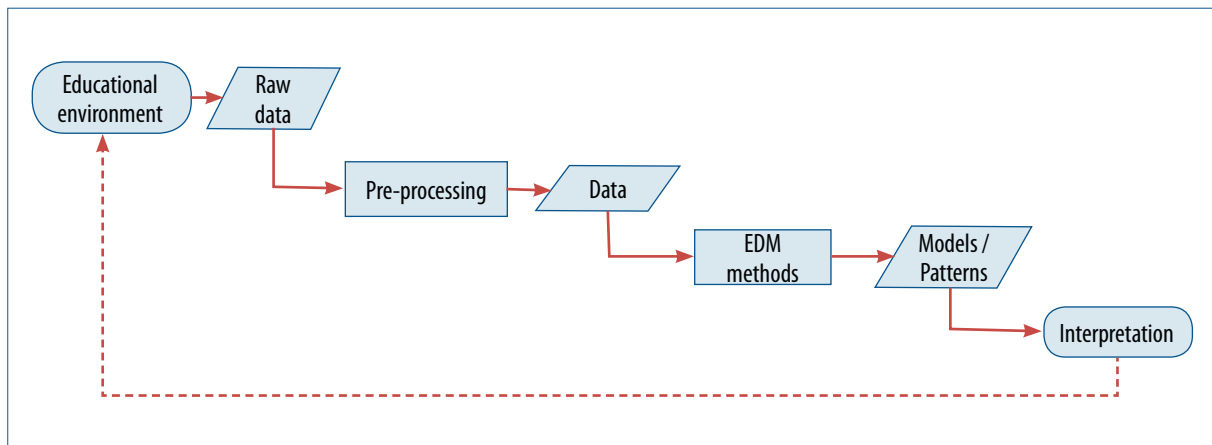 Educational
environment
Raw
data
Pre-processing
Data
EDM
methods
Models /
Patterns
Interpretation